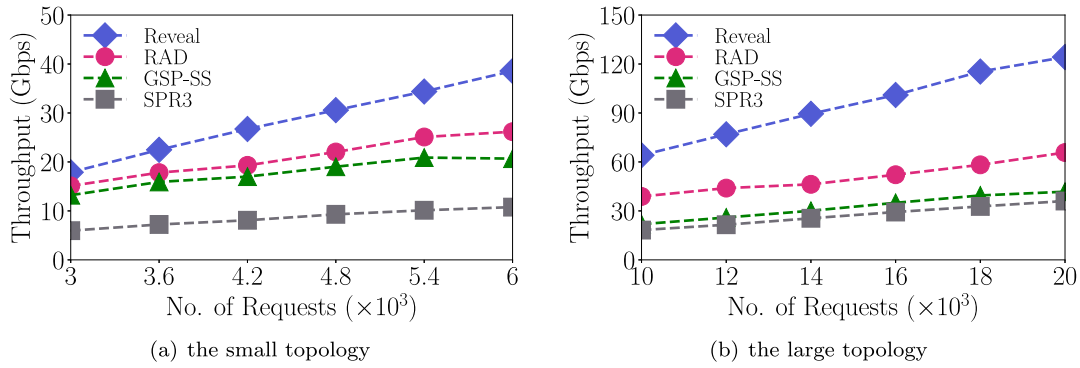 50
40
30
20
10
0
Throughput (Gbps)
Reveal
RAD
GSP-SS
SPR3
3 3.6 4.2 4.8 5.4 6
No. of Requests (×10³)
(a) the small topology
150
120
90
60
30
0
Throughput (Gbps)
Reveal
RAD
GSP-SS
SPR3
10 12 14 16 18 20
No. of Requests (×10³)
(b) the large topology